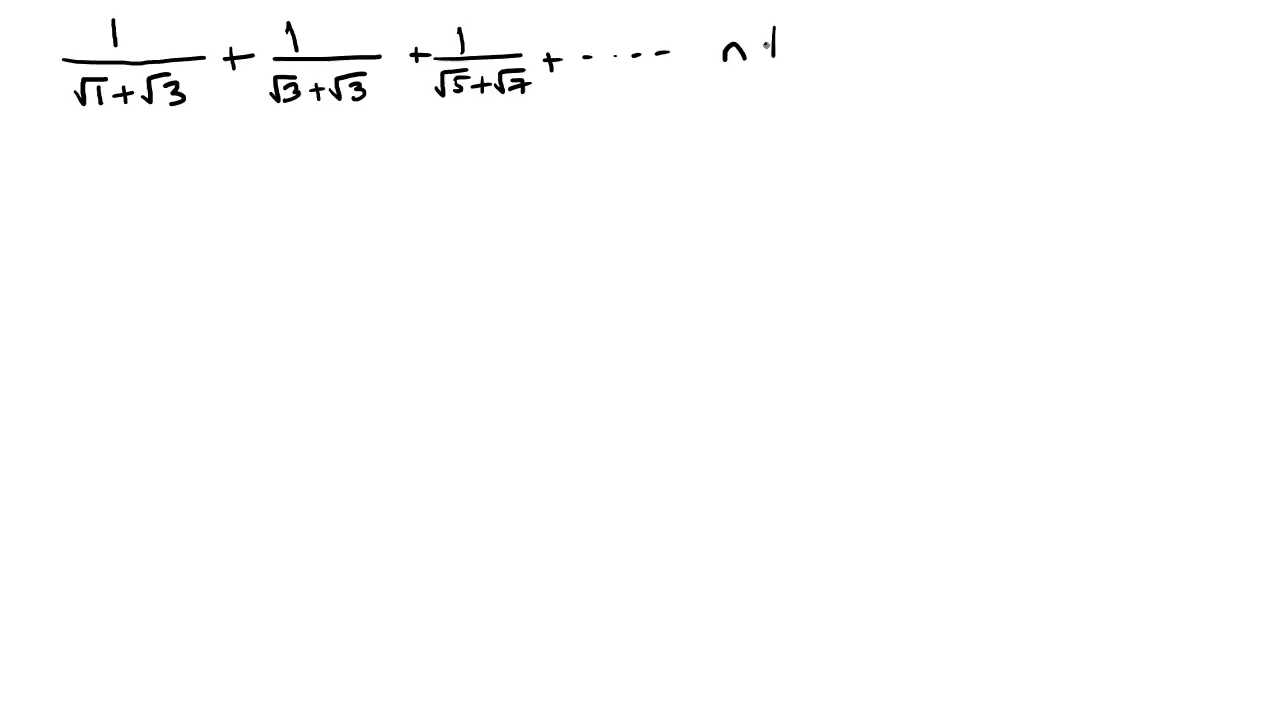 1/(√1+√3) + 1/(√3+√3) + 1/(√5+√7) + ..... n